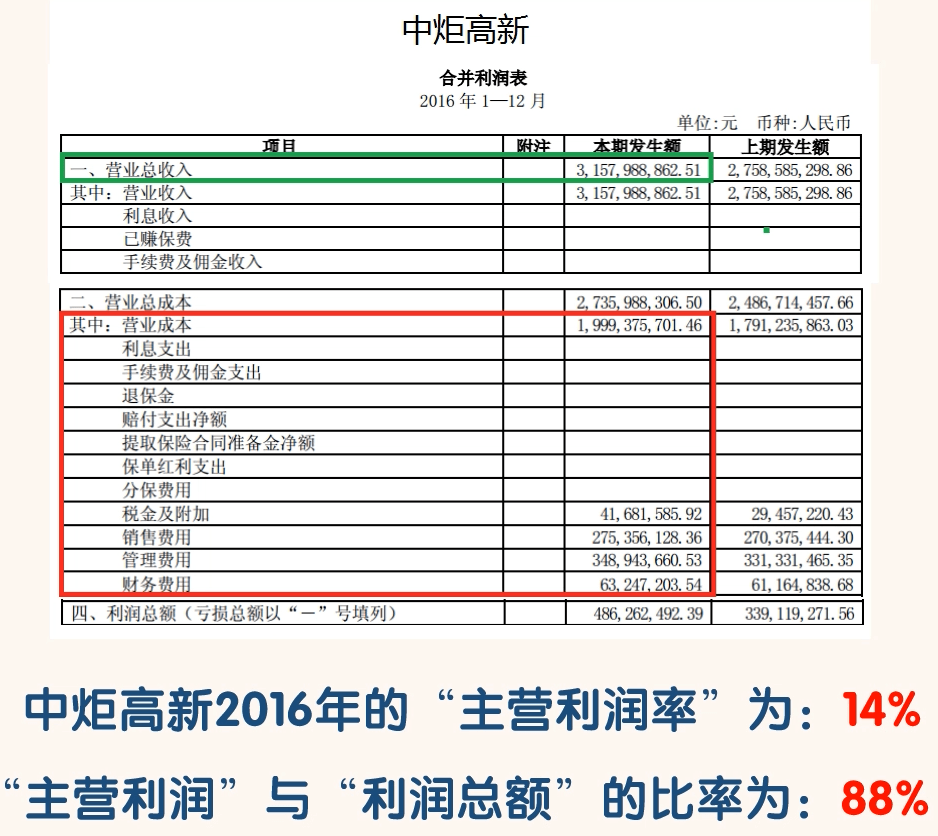 中炬高新
合并利润表
2016 年 1—12 月
单位:元 币种:人民币
项目 附注 本期发生额 上期发生额
一、营业总收入 3,157,988,862.51 2,758,585,298.86
其中：营业收入 3,157,988,862.51 2,758,585,298.86
利息收入
已赚保费
手续费及佣金收入
二、营业总成本 2,735,988,306.50 2,486,714,457.66
其中：营业成本 1,999,375,701.46 1,791,235,863.03
利息支出
手续费及佣金支出
退保金
赔付支出净额
提取保险合同准备金净额
保单红利支出
分保费用
税金及附加 41,681,585.92 29,457,220.43
销售费用 275,356,128.36 270,375,444.30
管理费用 348,943,660.53 331,331,465.35
财务费用 63,247,203.54 61,164,838.68
四、利润总额（亏损总额以“－”号填列） 486,262,492.39 339,119,271.56
中炬高新2016年的“主营利润率”为：14%
“主营利润”与“利润总额”的比率为：88%